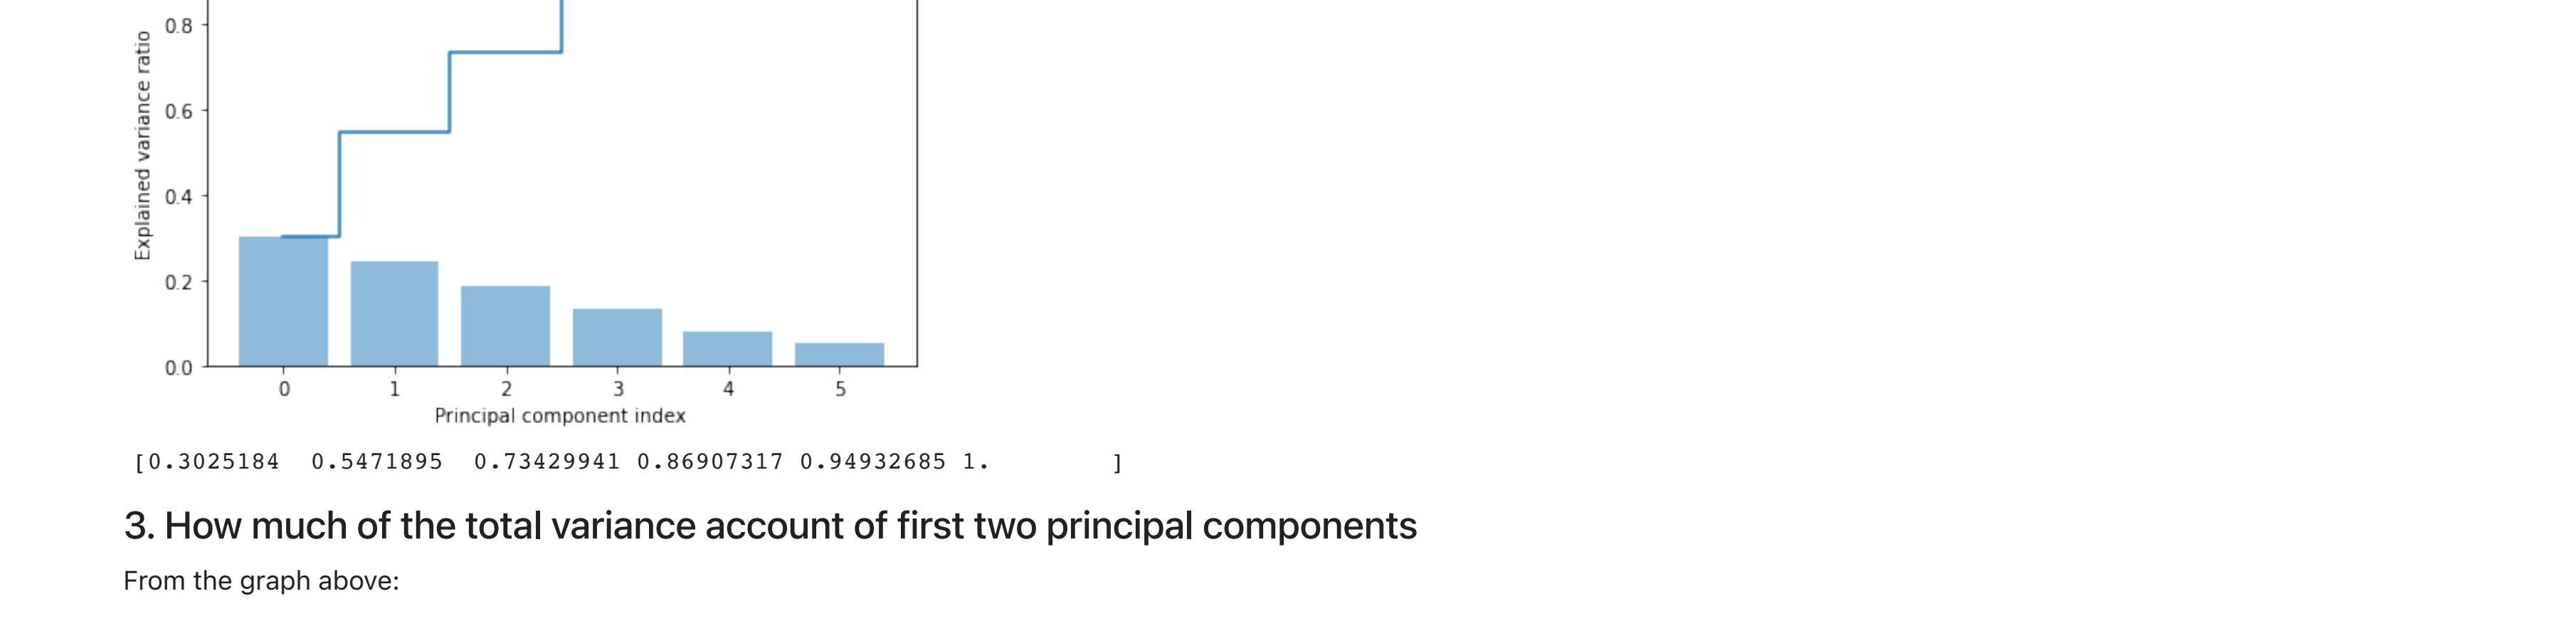 0.8
0.6
0.4
0.2
0.0
Explained variance ratio
0 1 2 3 4 5
Principal component index
[0.3025184  0.5471895  0.73429941 0.86907317 0.94932685 1.        ]
3. How much of the total variance account of first two principal components
From the graph above: